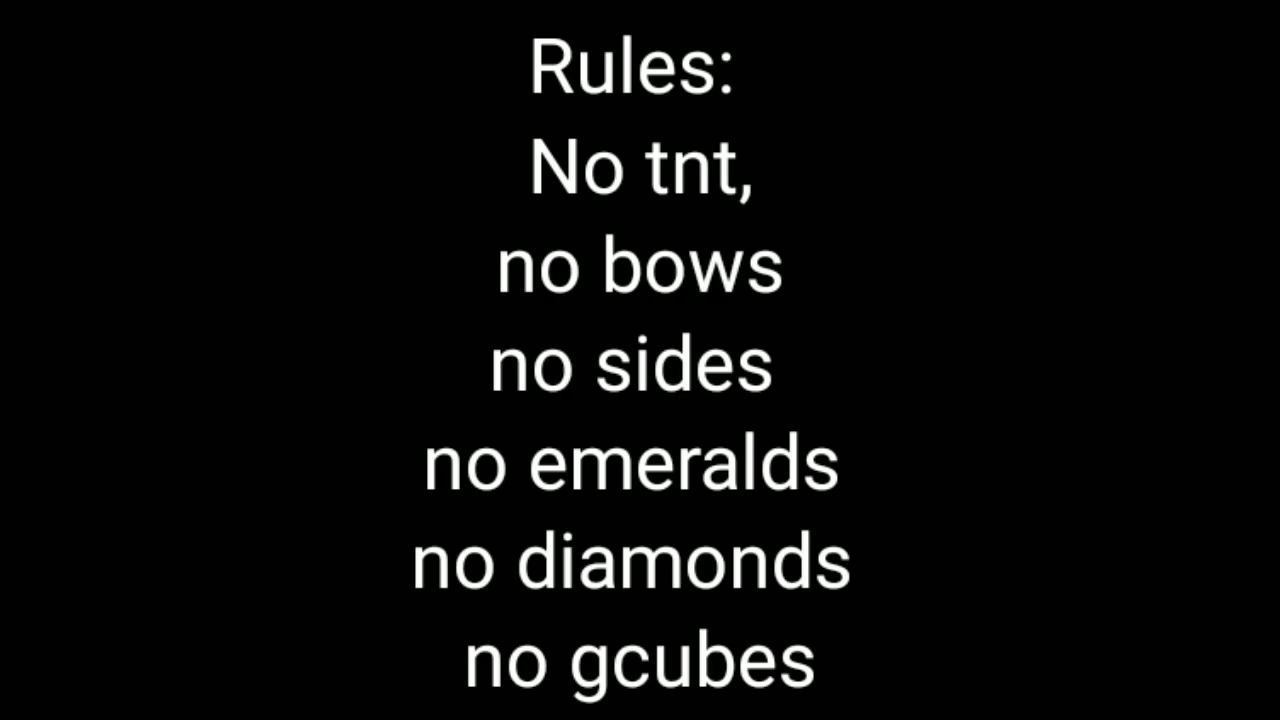 Rules:
No tnt,
no bows
no sides
no emeralds
no diamonds
no gcubes